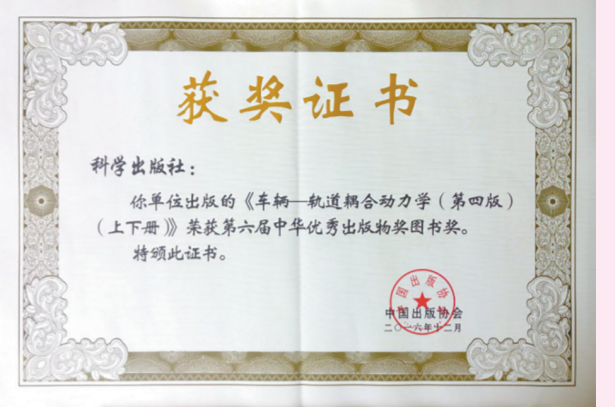 获奖证书
科学出版社：
你单位出版的《车辆—轨道耦合动力学（第四版）
（上下册）》荣获第六届中华优秀出版物奖图书奖。
特颁此证书。
中国出版协会
中国出版协会
二〇一六年十二月